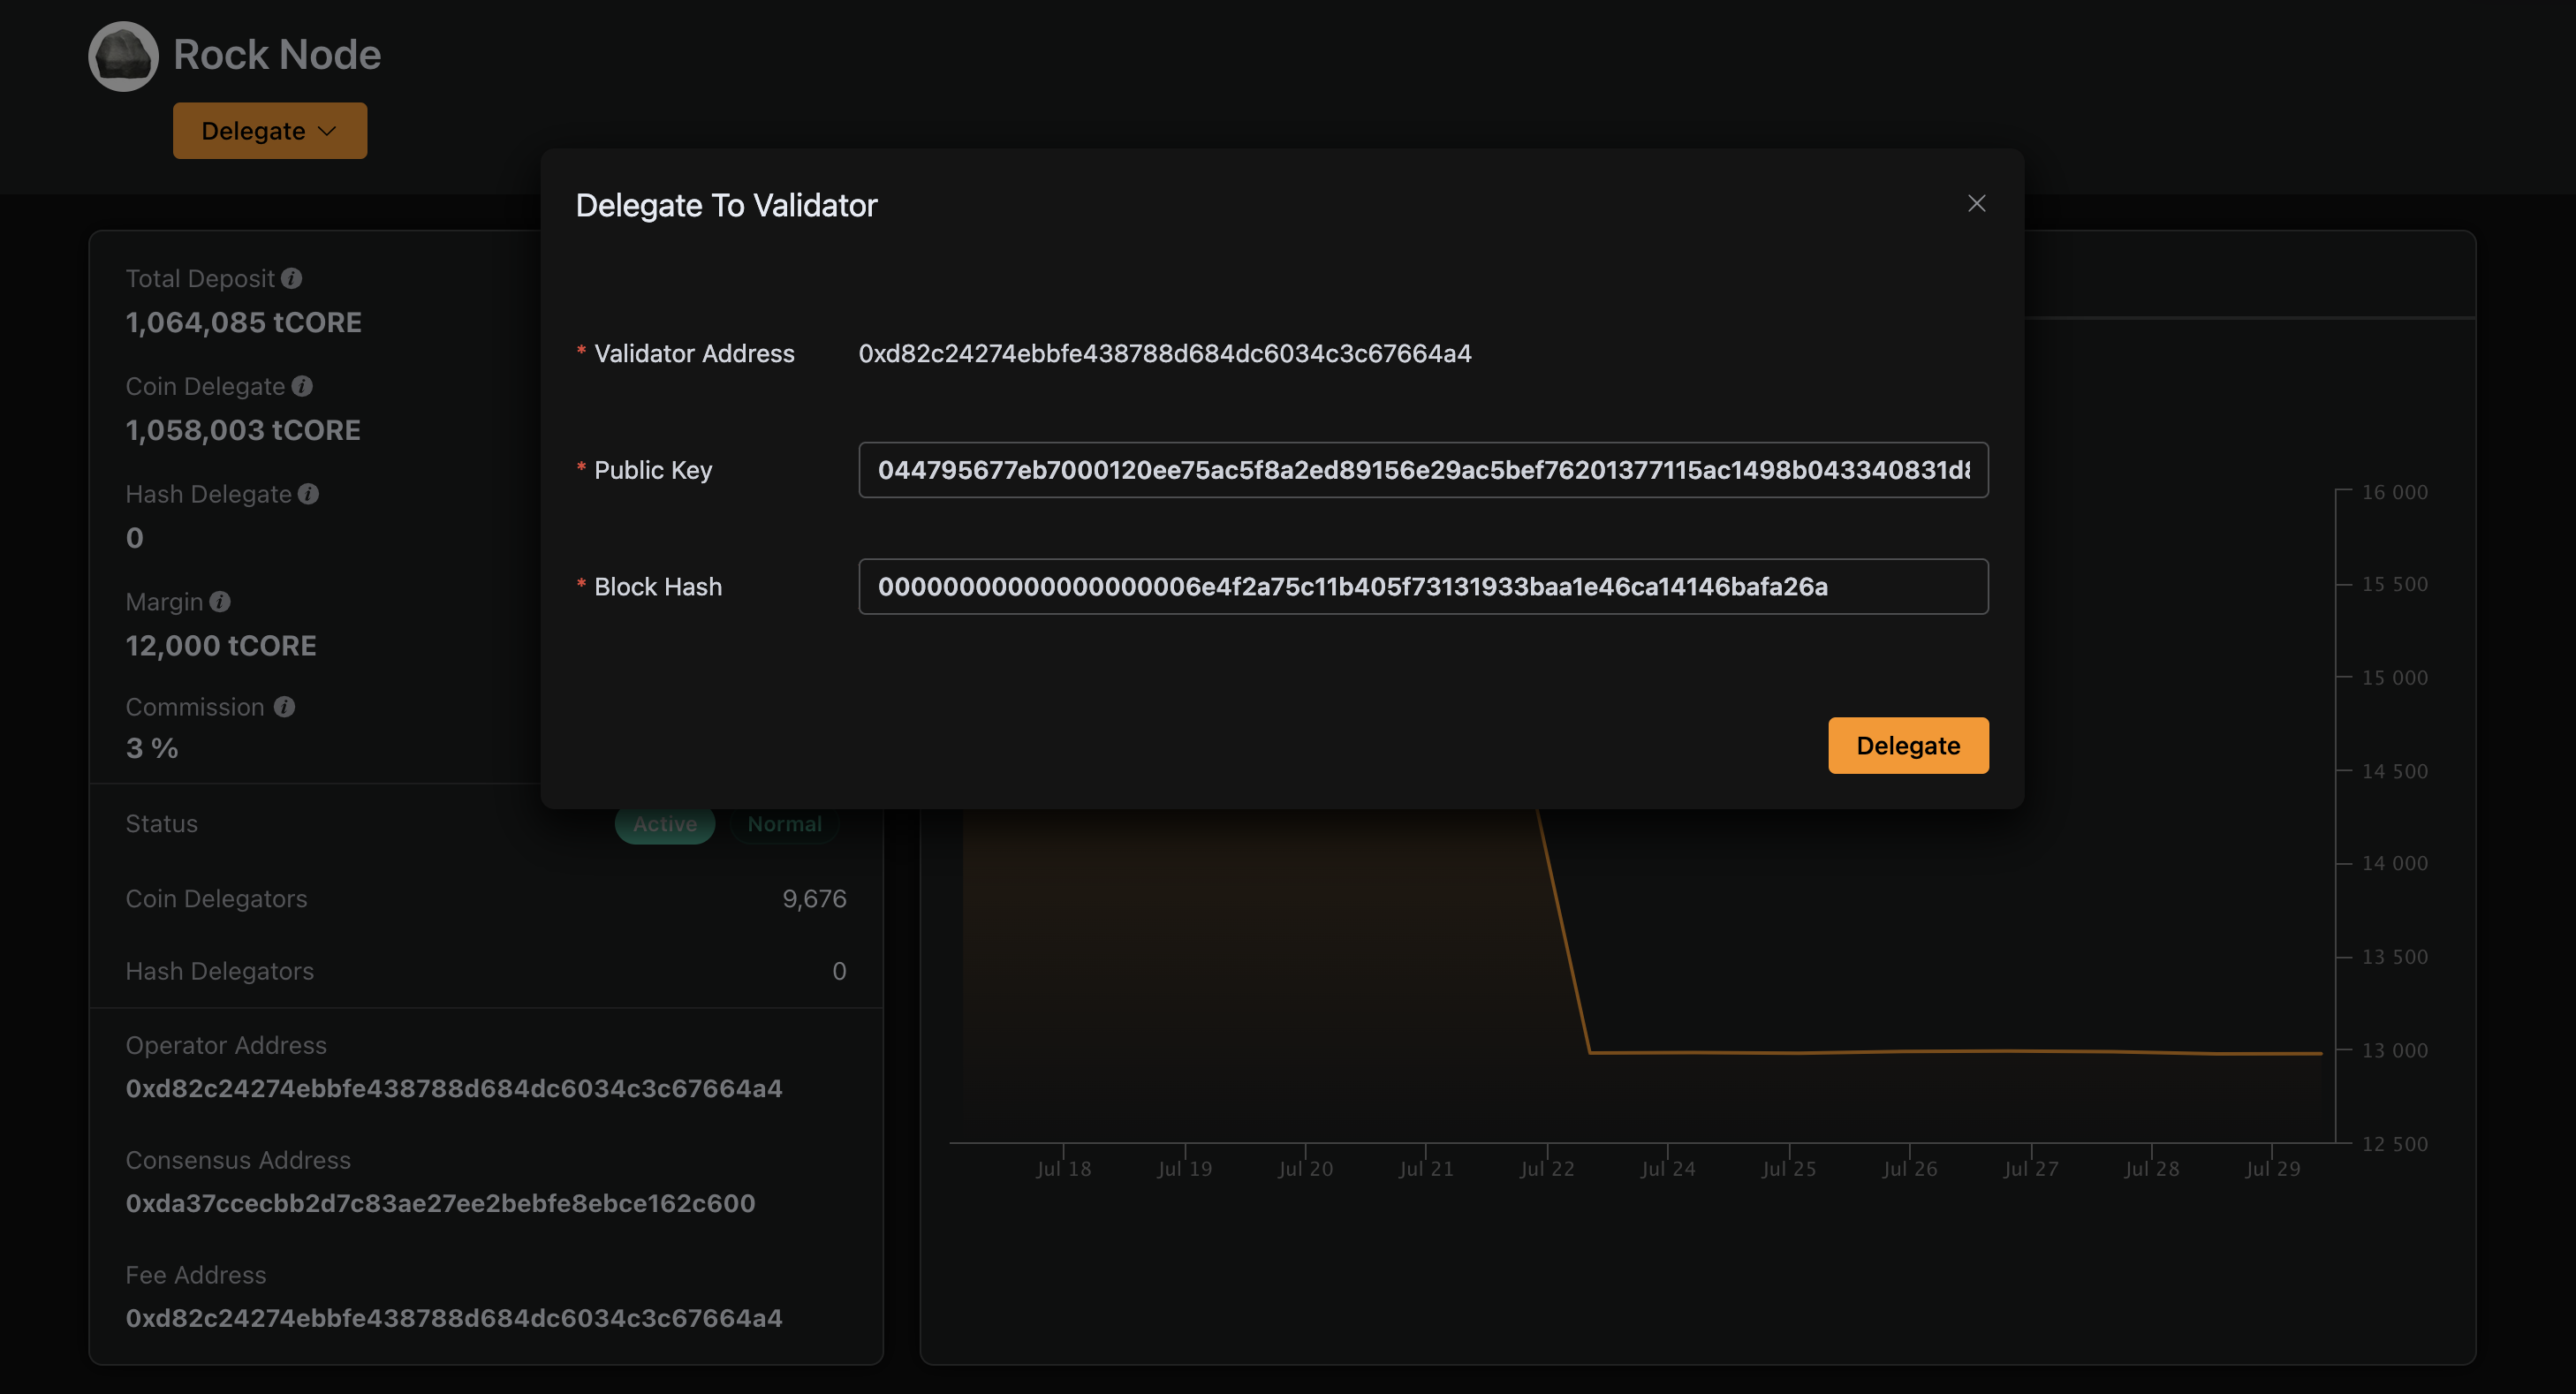 Rock Node
Delegate
Delegate To Validator
* Validator Address 0xd82c24274ebbfe438788d684dc6034c3c67664a4
* Public Key 044795677eb7000120ee75ac5f8a2ed89156e29ac5bef76201377115ac1498b043340831d
* Block Hash 00000000000000000006e4f2a75c11b405f73131933baa1e46ca14146bafa26a
Delegate
Total Deposit
1,064,085 tCORE
Coin Delegate
1,058,003 tCORE
Hash Delegate
0
Margin
12,000 tCORE
Commission
3 %
Status Active Normal
Coin Delegators 9,676
Hash Delegators 0
Operator Address
0xd82c24274ebbfe438788d684dc6034c3c67664a4
Consensus Address
0xda37ccecbb2d7c83ae27ee2bebfe8ebce162c600
Fee Address
0xd82c24274ebbfe438788d684dc6034c3c67664a4
16 000
15 500
15 000
14 500
14 000
13 500
13 000
12 500
Jul 18 Jul 19 Jul 20 Jul 21 Jul 22 Jul 24 Jul 25 Jul 26 Jul 27 Jul 28 Jul 29